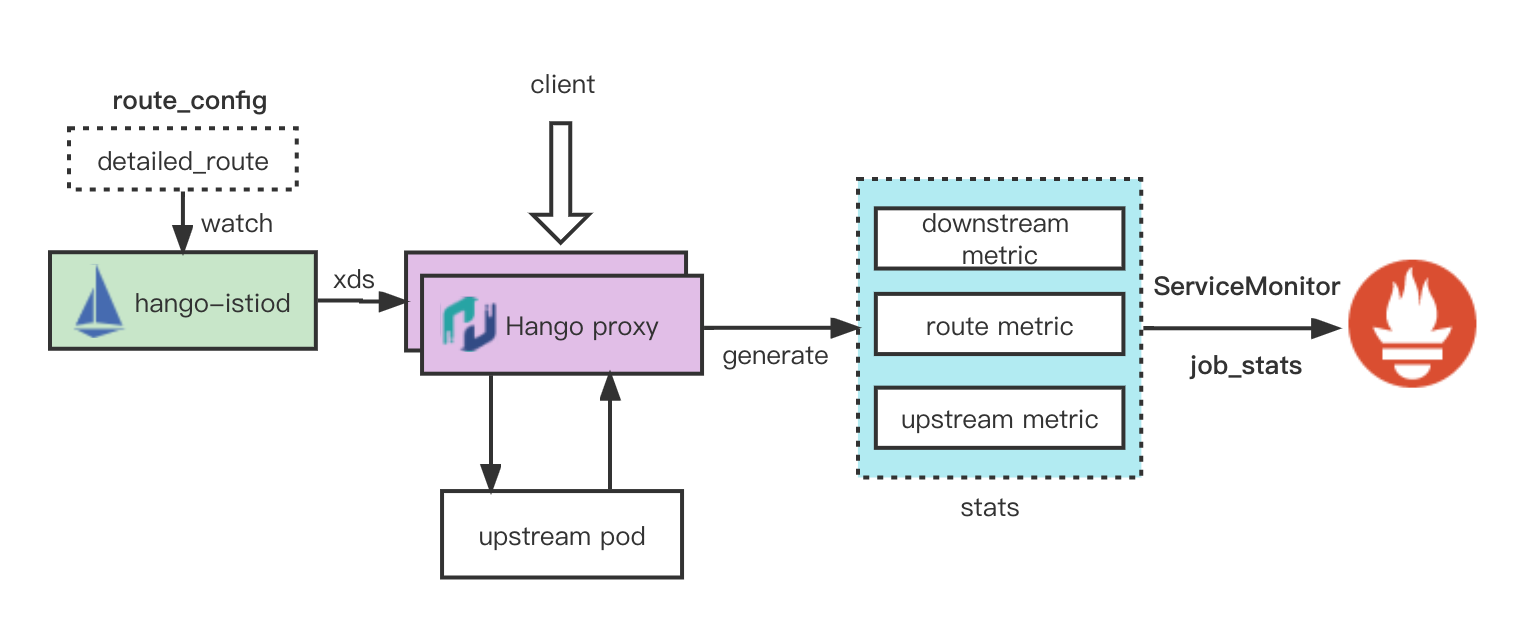 client
route_config
detailed_route
watch
hango-istiod
xds
Hango proxy
generate
upstream pod
downstream
metric
route metric
upstream metric
stats
ServiceMonitor
job_stats